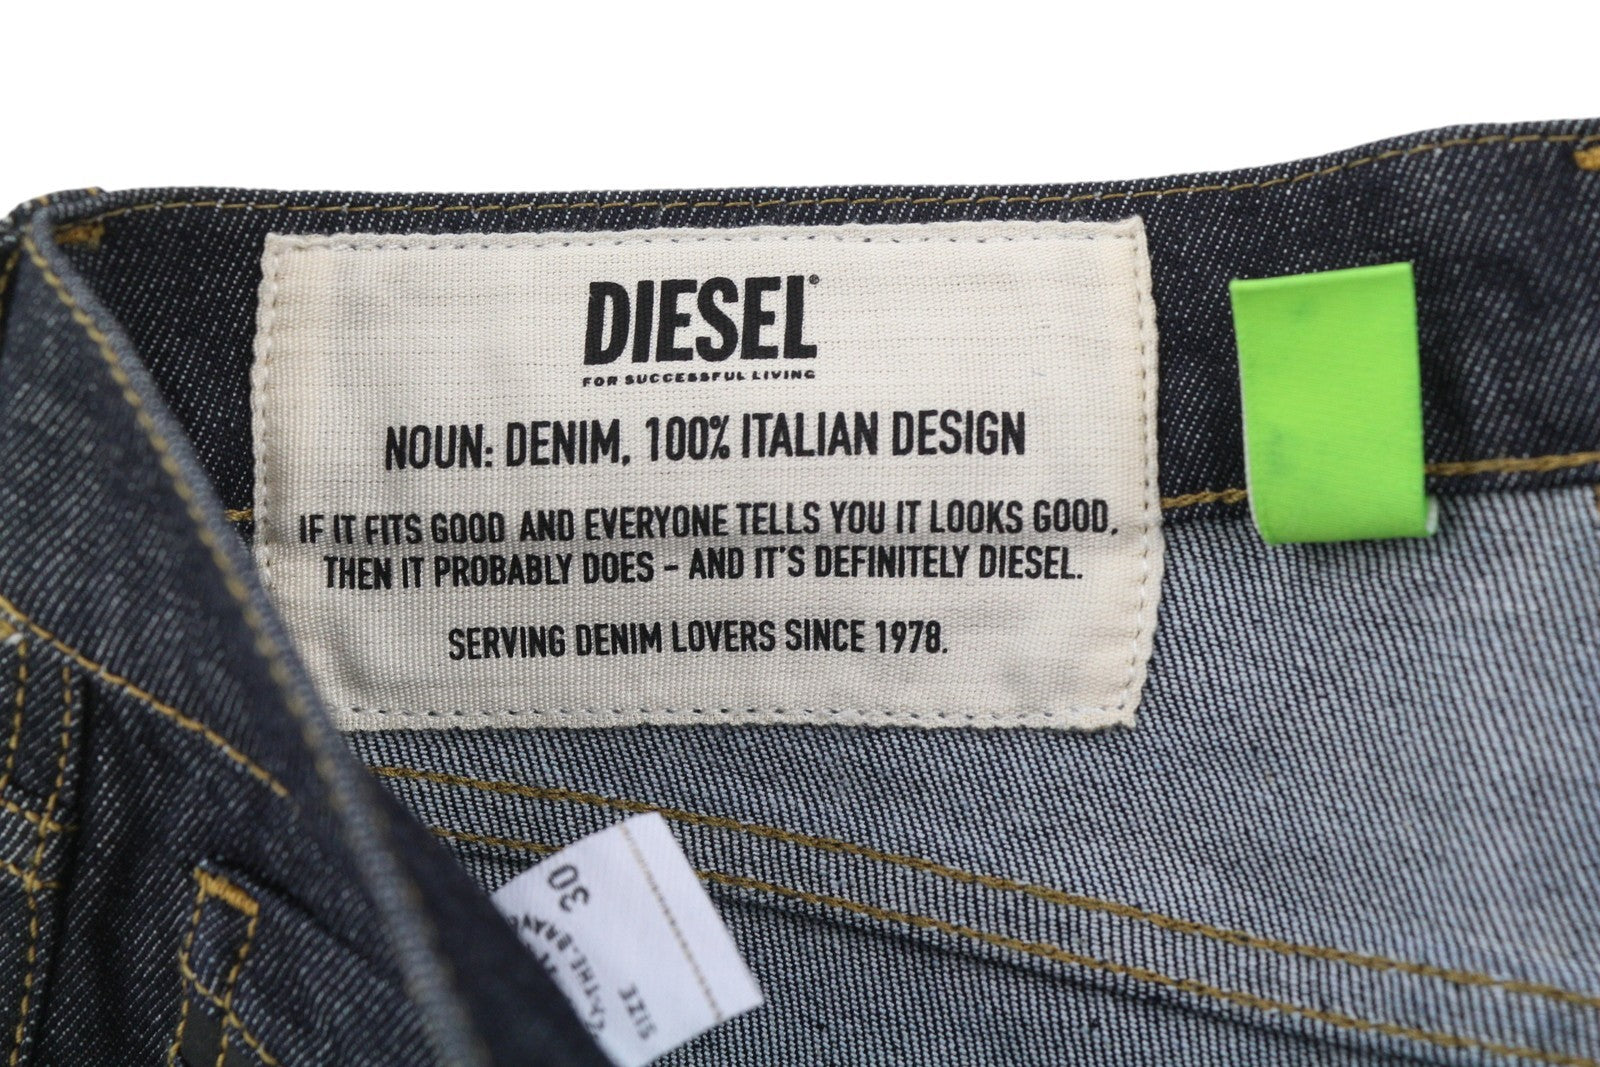 DIESEL®
FOR SUCCESSFUL LIVING
NOUN: DENIM, 100% ITALIAN DESIGN
IF IT FITS GOOD AND EVERYONE TELLS YOU IT LOOKS GOOD,
THEN IT PROBABLY DOES - AND IT'S DEFINITELY DIESEL.
SERVING DENIM LOVERS SINCE 1978.
30
SIZE